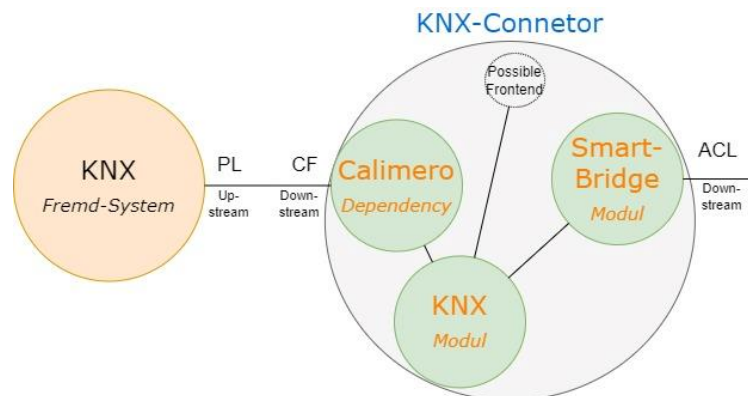 KNX-Connetor
Possible
Frontend
KNX
Fremd-System
PL
Up-
stream
CF
Down-
stream
Calimero
Dependency
Smart-
Bridge
Modul
ACL
Down-
stream
KNX
Modul